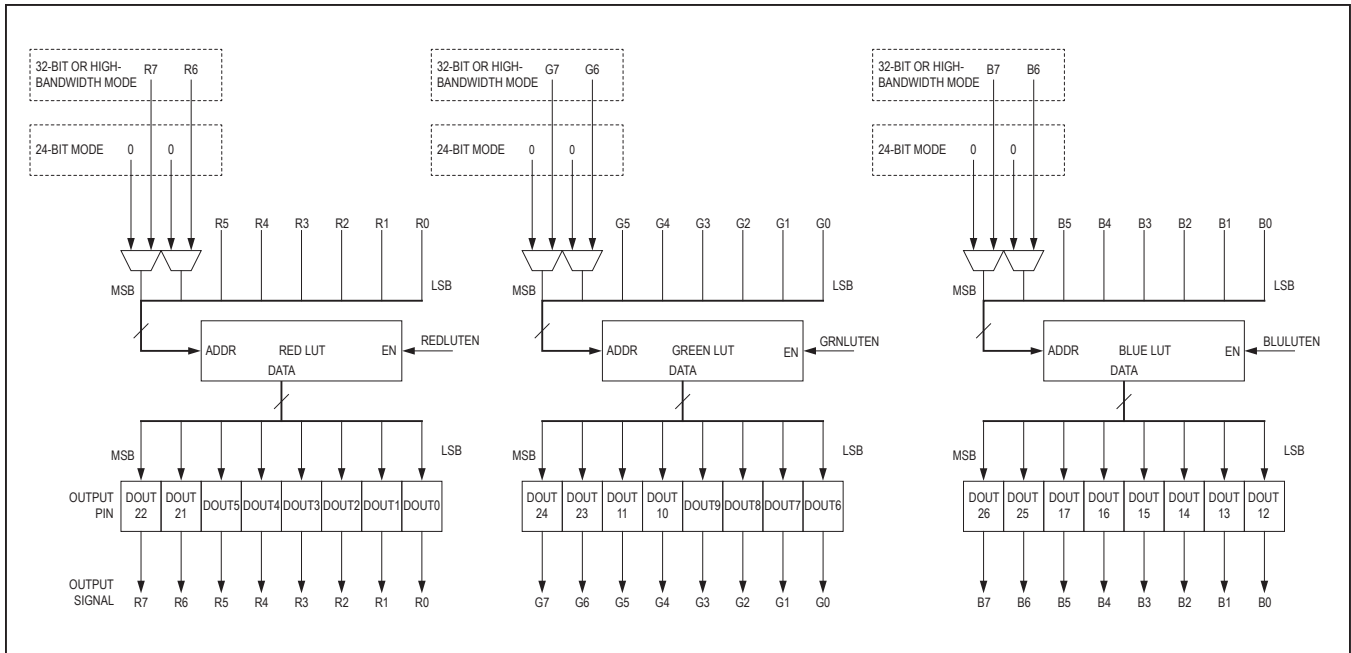 32-BIT OR HIGH-
BANDWIDTH MODE R7 R6
24-BIT MODE 0 0
R5 R4 R3 R2 R1 R0
MSB LSB
ADDR RED LUT EN REDLUTEN
DATA
MSB LSB
OUTPUT
PIN
DOUT
22
DOUT
21
DOUT5 DOUT4 DOUT3 DOUT2 DOUT1 DOUT0
OUTPUT
SIGNAL
R7 R6 R5 R4 R3 R2 R1 R0
32-BIT OR HIGH-
BANDWIDTH MODE G7 G6
24-BIT MODE 0 0
G5 G4 G3 G2 G1 G0
MSB LSB
ADDR GREEN LUT EN GRNLUTEN
DATA
MSB LSB
DOUT
24
DOUT
23
DOUT
11
DOUT
10
DOUT9 DOUT8 DOUT7 DOUT6
G7 G6 G5 G4 G3 G2 G1 G0
32-BIT OR HIGH-
BANDWIDTH MODE B7 B6
24-BIT MODE 0 0
B5 B4 B3 B2 B1 B0
MSB LSB
ADDR BLUE LUT EN BLULUTEN
DATA
MSB LSB
DOUT
26
DOUT
25
DOUT
17
DOUT
16
DOUT
15
DOUT
14
DOUT
13
DOUT
12
B7 B6 B5 B4 B3 B2 B1 B0